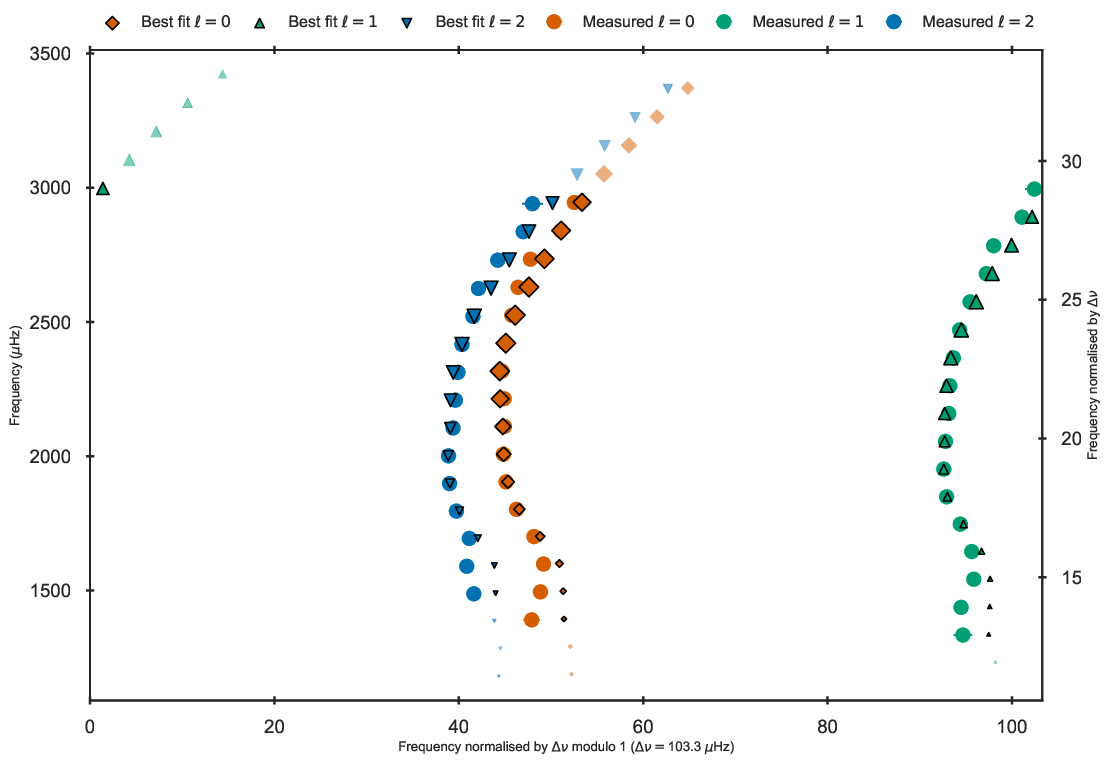 Best fit ℓ = 0 Best fit ℓ = 1 Best fit ℓ = 2 Measured ℓ = 0 Measured ℓ = 1 Measured ℓ = 2
3500
3000
2500
2000
1500
Frequency (μHz)
30
25
20
15
Frequency normalised by Δν
0 20 40 60 80 100
Frequency normalised by Δν modulo 1 (Δν = 103.3 μHz)